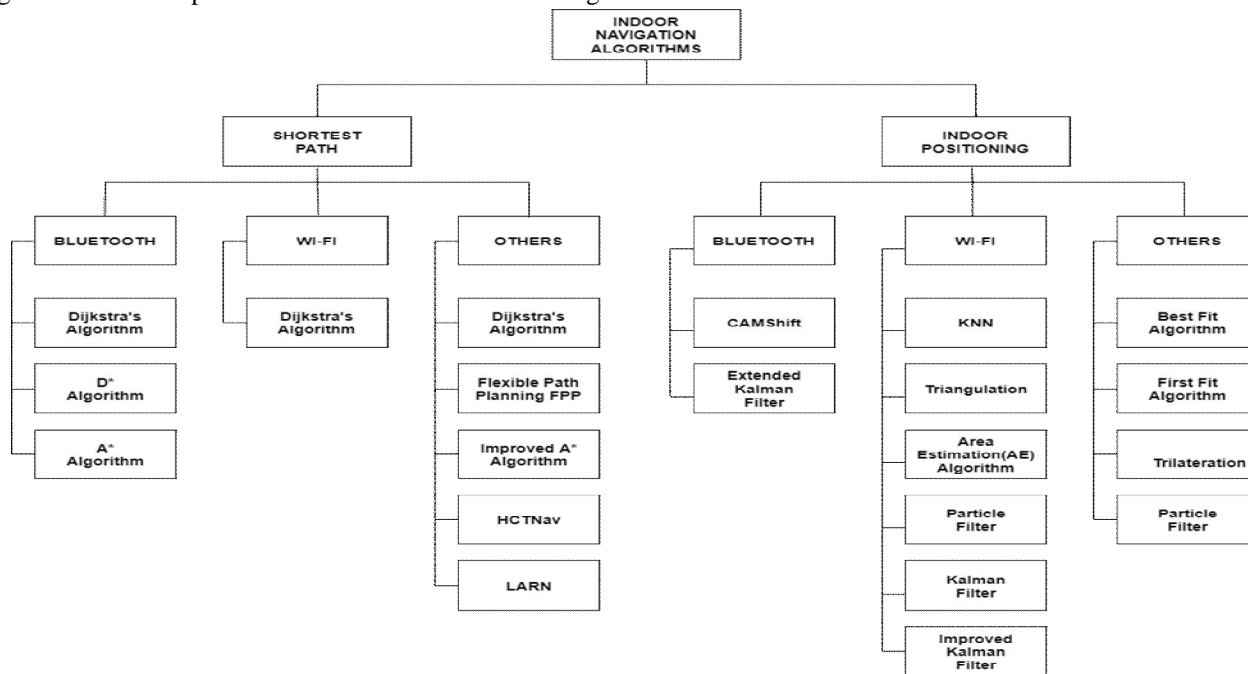 INDOOR
NAVIGATION
ALGORITHMS
SHORTEST
PATH
INDOOR
POSITIONING
BLUETOOTH
WI-FI
OTHERS
BLUETOOTH
WI-FI
OTHERS
Dijkstra's
Algorithm
D*
Algorithm
A*
Algorithm
Dijkstra's
Algorithm
Dijkstra's
Algorithm
Flexible Path
Planning FPP
Improved A*
Algorithm
HCTNav
LARN
CAMShift
Extended
Kalman
Filter
KNN
Triangulation
Area
Estimation(AE)
Algorithm
Particle
Filter
Kalman
Filter
Improved
Kalman
Filter
Best Fit
Algorithm
First Fit
Algorithm
Trilateration
Particle
Filter